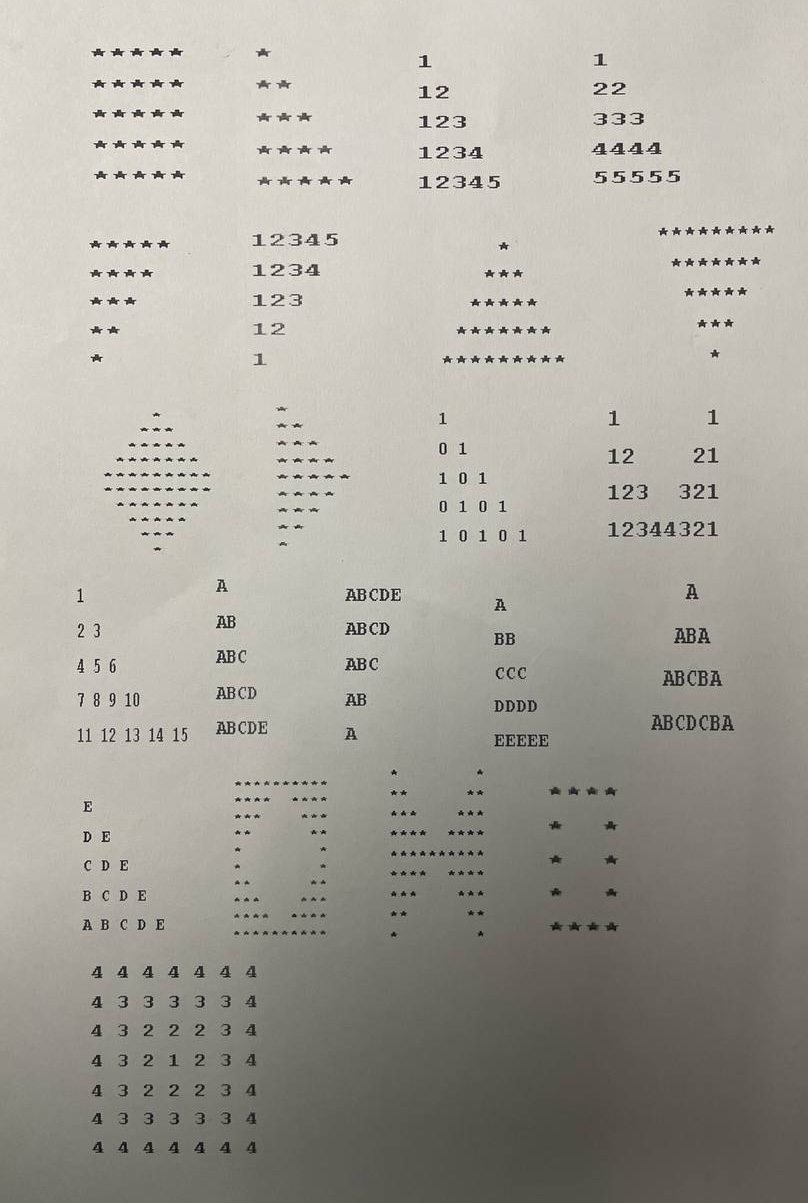 *****
*****
*****
*****
*****
*
**
***
****
*****
1
12
123
1234
12345
1
22
333
4444
55555
*****
****
***
**
*
12345
1234
123
12
1
    *
   ***
  *****
 *******
*********
*********
 *******
  *****
   ***
    *
    *
   ***
  *****
 *******
*********
*********
 *******
  *****
   ***
    *
*
**
***
****
*****
****
***
**
*
1
0 1
1 0 1
0 1 0 1
1 0 1 0 1
1      1
12    21
123  321
12344321
1
2 3
4 5 6
7 8 9 10
11 12 13 14 15
A
AB
ABC
ABCD
ABCDE
ABCDE
ABCD
ABC
AB
A
A
BB
CCC
DDDD
EEEEE
   A
  ABA
 ABCBA
ABCDCBA
E
D E
C D E
B C D E
A B C D E
**********
****  ****
***    ***
**      **
*        *
*        *
**      **
***    ***
****  ****
**********
*        *
**      **
***    ***
****  ****
**********
****  ****
***    ***
**      **
*        *
****
*  *
*  *
*  *
****
4 4 4 4 4 4 4
4 3 3 3 3 3 4
4 3 2 2 2 3 4
4 3 2 1 2 3 4
4 3 2 2 2 3 4
4 3 3 3 3 3 4
4 4 4 4 4 4 4